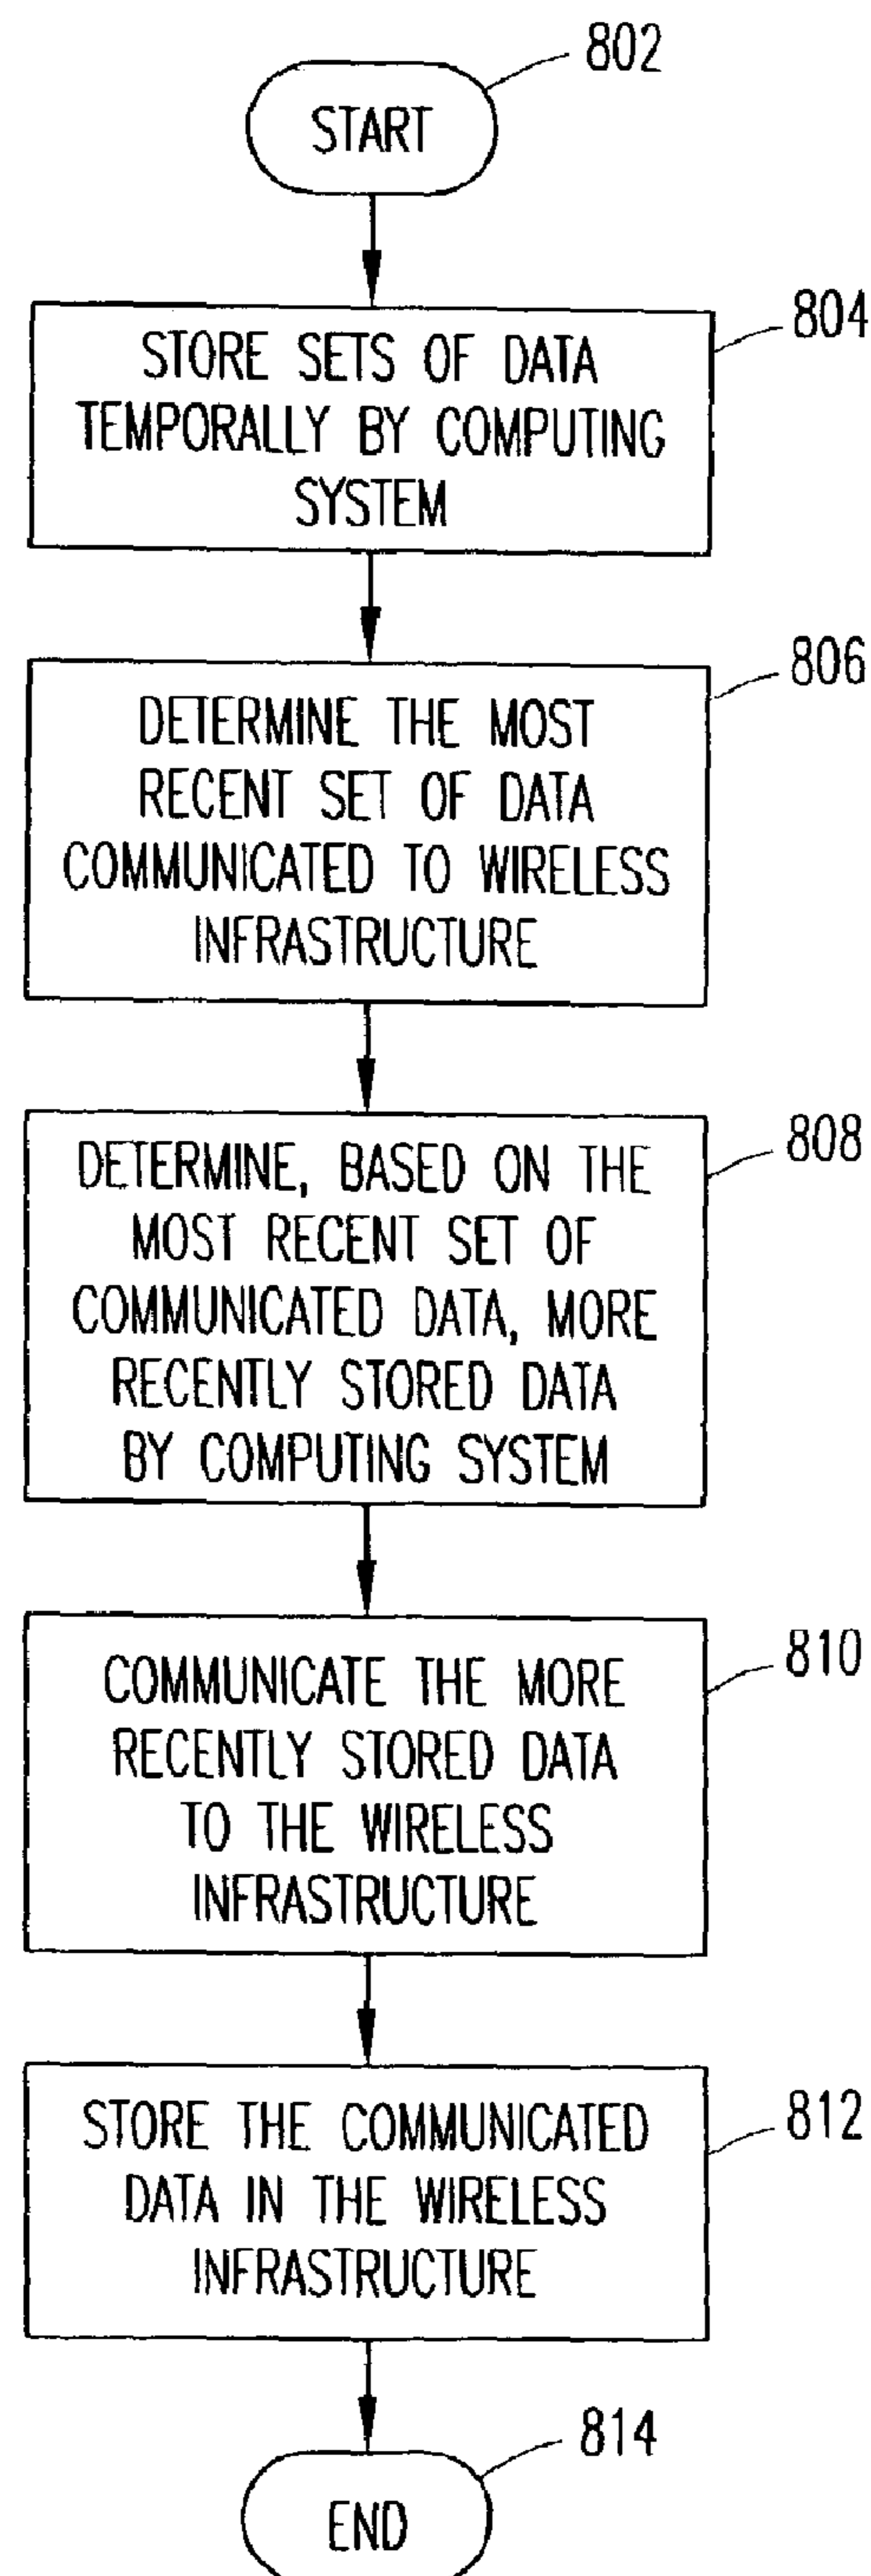 802
START
804
STORE SETS OF DATA
TEMPORALLY BY COMPUTING
SYSTEM
806
DETERMINE THE MOST
RECENT SET OF DATA
COMMUNICATED TO WIRELESS
INFRASTRUCTURE
808
DETERMINE, BASED ON THE
MOST RECENT SET OF
COMMUNICATED DATA, MORE
RECENTLY STORED DATA
BY COMPUTING SYSTEM
810
COMMUNICATE THE MORE
RECENTLY STORED DATA
TO THE WIRELESS
INFRASTRUCTURE
812
STORE THE COMMUNICATED
DATA IN THE WIRELESS
INFRASTRUCTURE
814
END